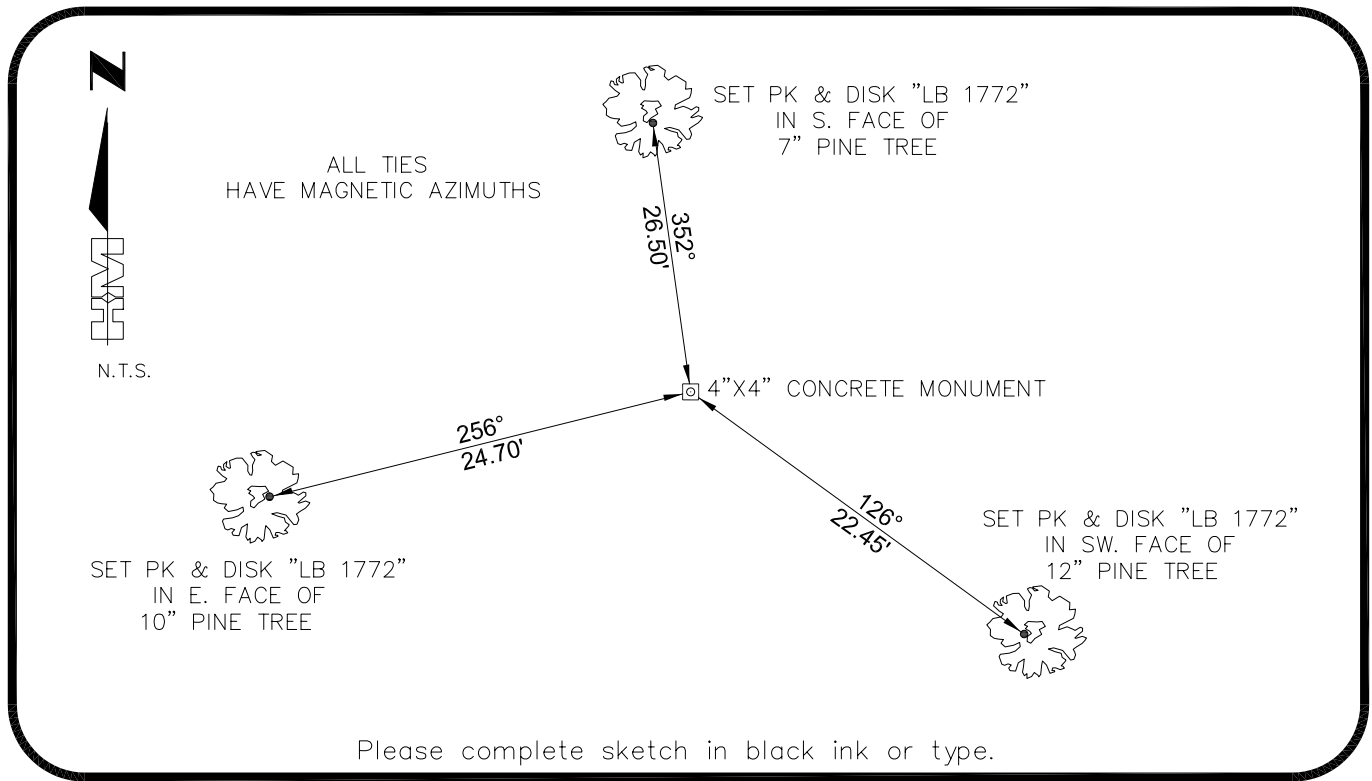 N
SET PK & DISK "LB 1772"
IN S. FACE OF
7" PINE TREE
ALL TIES
HAVE MAGNETIC AZIMUTHS
352°
26.50'
HM
N.T.S.
4"X4" CONCRETE MONUMENT
256°
24.70'
126°
22.45'
SET PK & DISK "LB 1772"
IN SW. FACE OF
12" PINE TREE
SET PK & DISK "LB 1772"
IN E. FACE OF
10" PINE TREE
Please complete sketch in black ink or type.